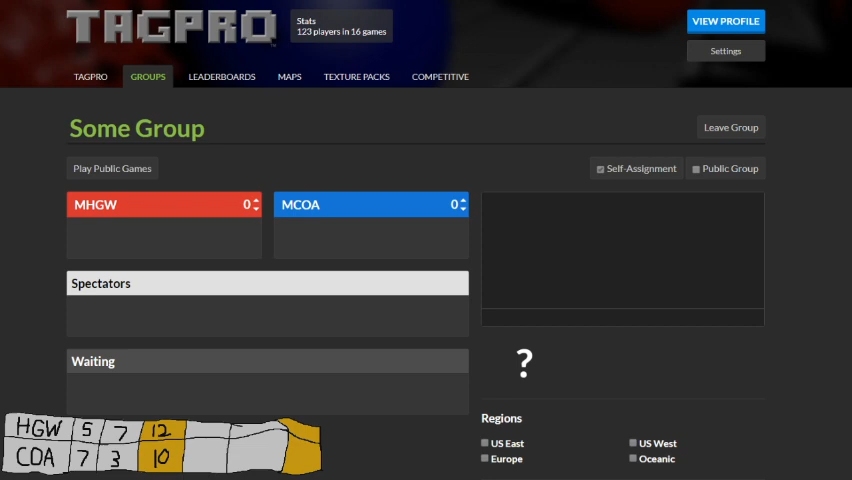 TAGPRO
Stats
123 players in 16 games
VIEW PROFILE
Settings
TAGPRO GROUPS LEADERBOARDS MAPS TEXTURE PACKS COMPETITIVE
Some Group
Leave Group
Play Public Games
Self-Assignment
Public Group
MHGW 0
MCOA 0
Spectators
Waiting
?
Regions
US East
US West
Europe
Oceanic
HGW 5 7 12
COA 7 3 10